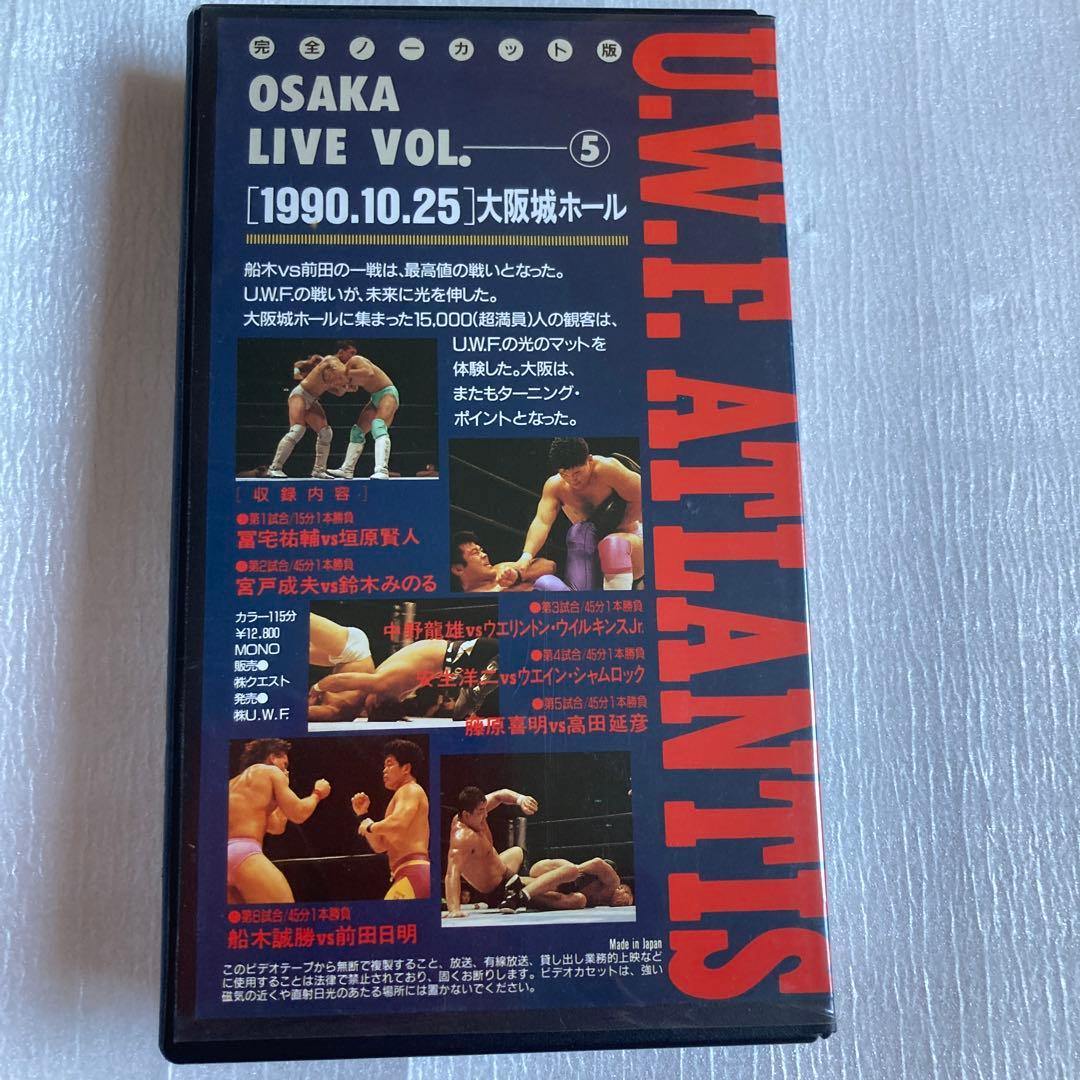 完全ノーカット版
OSAKA
LIVE VOL.⑤
[1990.10.25]大阪城ホール
船木vs前田の一戦は、最高値の戦いとなった。
U.W.F.の戦いが、未来に光を伸した。
大阪城ホールに集まった15,000(超満員)人の観客は、
U.W.F.の光のマットを
体験した。大阪は、
またもターニング・
ポイントとなった。
[収録内容]
●第1試合/15分1本勝負
冨宅祐輔vs垣原賢人
●第2試合/45分1本勝負
宮戸成夫vs鈴木みのる
●第3試合/45分1本勝負
中野龍雄vsウエリントン・ウイルキンスJr.
●第4試合/45分1本勝負
安生洋二vsウエイン・シャムロック
●第5試合/45分1本勝負
藤原喜明vs高田延彦
カラー115分
¥12,800
MONO
販売●
㈱クエスト
発売●
㈱U.W.F.
●第6試合/45分1本勝負
船木誠勝vs前田日明
Made in Japan
このビデオテープから無断で複製すること、放送、有線放送、貸し出し業務的上映など
に使用することは法律で禁止されており、固くお断りします。ビデオカセットは、強い
磁気の近くや直射日光のあたる場所には置かないでください。
U.W.F. ATLANTIS